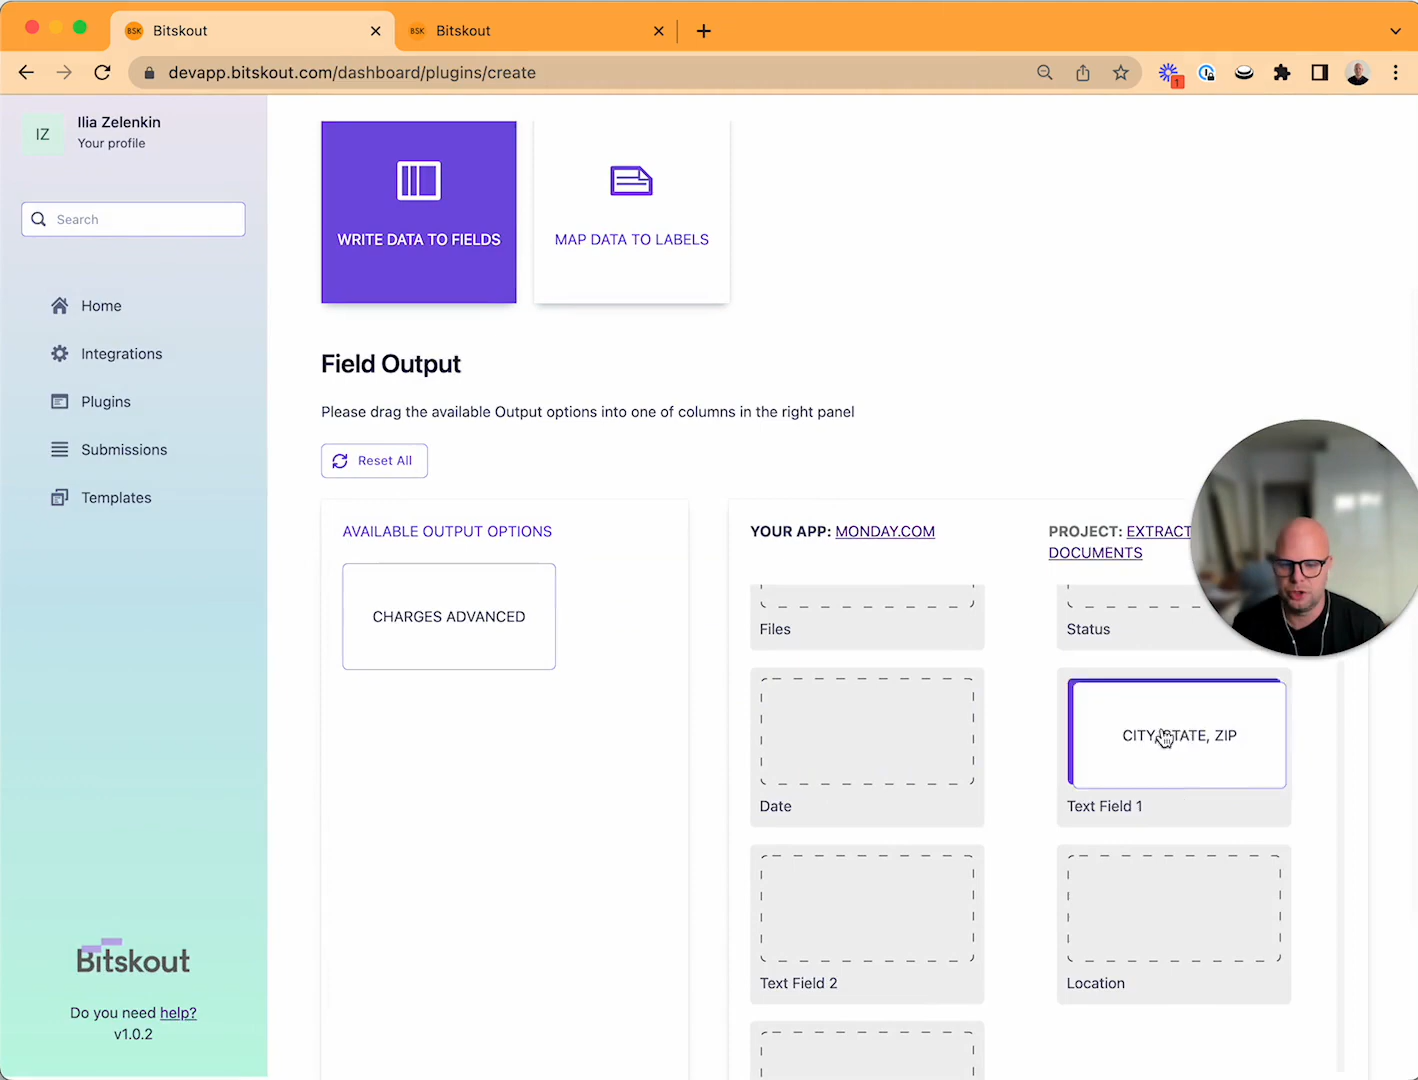 BSK Bitskout
BSK Bitskout
devapp.bitskout.com/dashboard/plugins/create
1
IZ
Ilia Zelenkin
Your profile
Search
Home
Integrations
Plugins
Submissions
Templates
Bitskout
Do you need help?
v1.0.2
WRITE DATA TO FIELDS
MAP DATA TO LABELS
Field Output
Please drag the available Output options into one of columns in the right panel
Reset All
AVAILABLE OUTPUT OPTIONS
CHARGES ADVANCED
YOUR APP: MONDAY.COM
PROJECT: EXTRACT
DOCUMENTS
Files
Status
CITY, STATE, ZIP
Date
Text Field 1
Text Field 2
Location